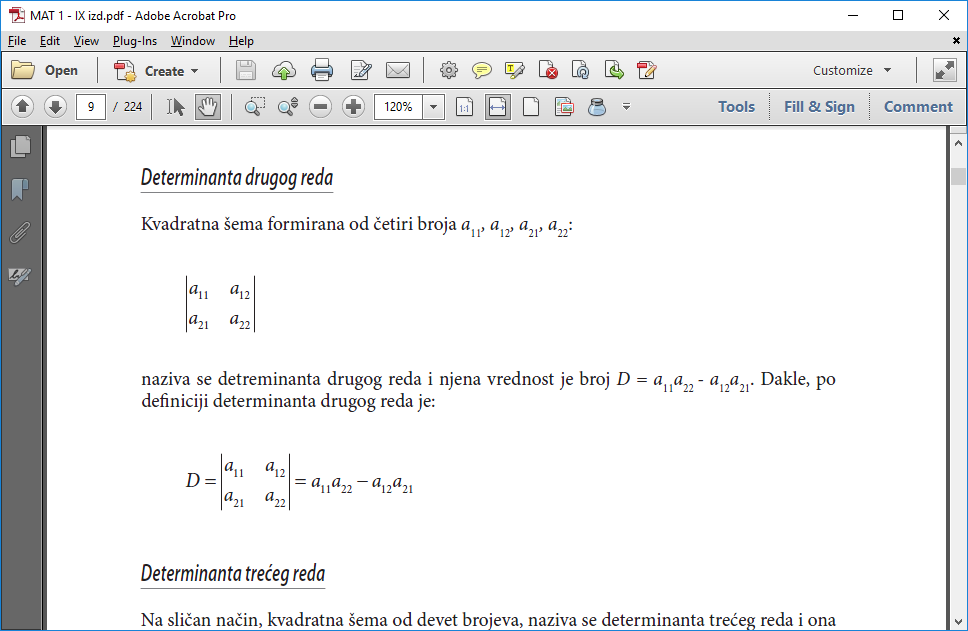 MAT 1 - IX izd.pdf - Adobe Acrobat Pro
File Edit View Plug-Ins Window Help
Open Create Customize
9 / 224 120% Tools Fill & Sign Comment
Determinanta drugog reda
Kvadratna šema formirana od četiri broja a₁₁, a₁₂, a₂₁, a₂₂:
a₁₁ a₁₂
a₂₁ a₂₂
naziva se detreminanta drugog reda i njena vrednost je broj D = a₁₁a₂₂ - a₁₂a₂₁. Dakle, po
definiciji determinanta drugog reda je:
D = |a₁₁ a₁₂
a₂₁ a₂₂| = a₁₁a₂₂ − a₁₂a₂₁
Determinanta trećeg reda
Na sličan način, kvadratna šema od devet brojeva, naziva se determinanta trećeg reda i ona